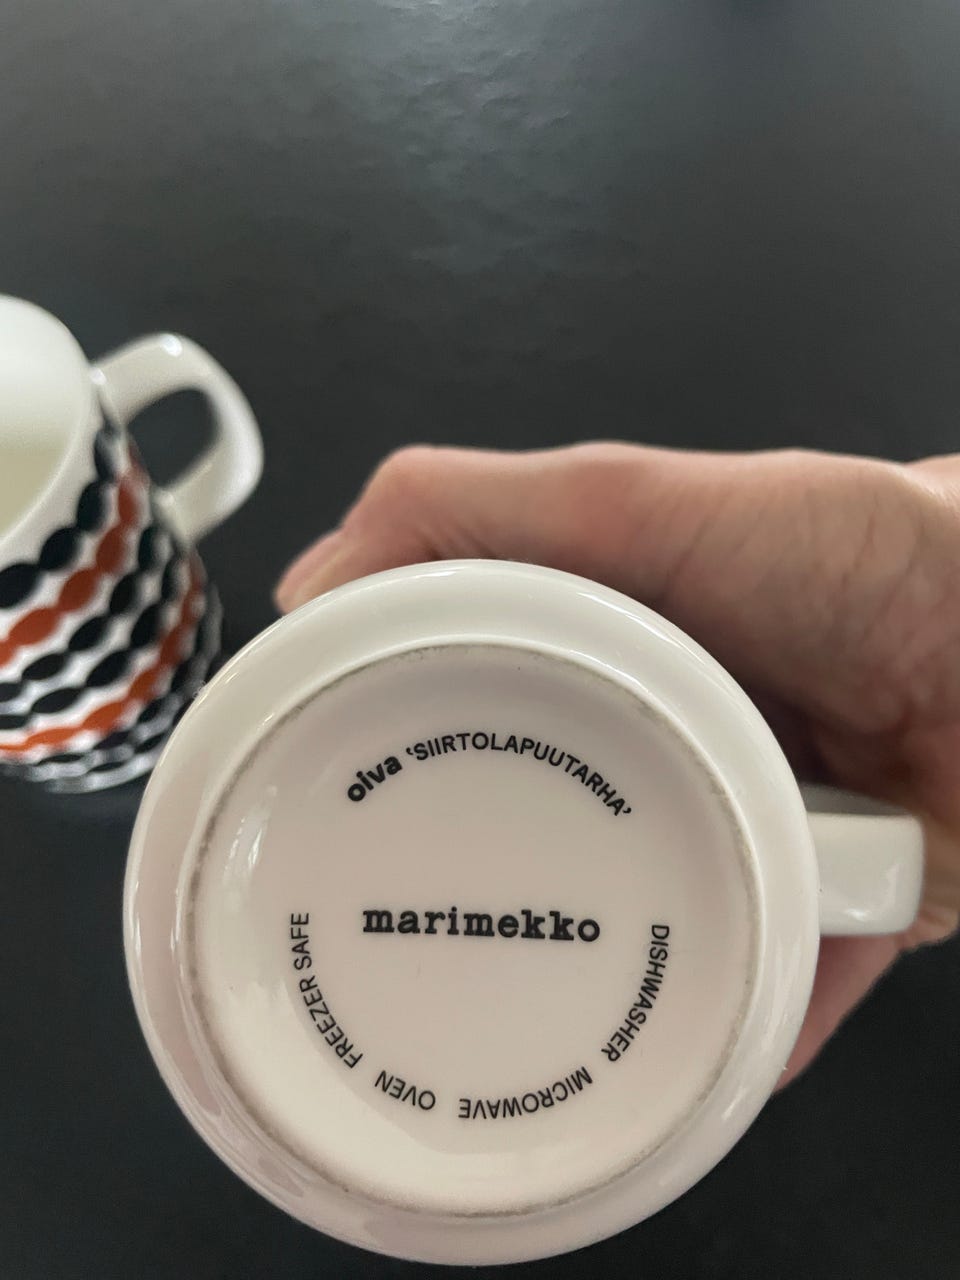 oiva ‘SIIRTOLAPUUTARHA’
marimekko
DISHWASHER MICROWAVE OVEN FREEZER SAFE